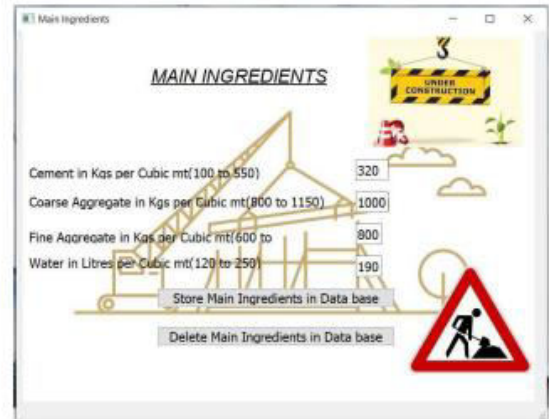 Main Ingredients
MAIN INGREDIENTS
UNDER
CONSTRUCTION
Cement in Kgs per Cubic mt(100 to 550)
320
Coarse Aggregate in Kgs per Cubic mt(800 to 1150)
1000
Fine Aggregate in Kgs per Cubic mt(600 to
800
Water in Litres per Cubic mt(120 to 250)
190
Store Main Ingredients in Data base
Delete Main Ingredients in Data base